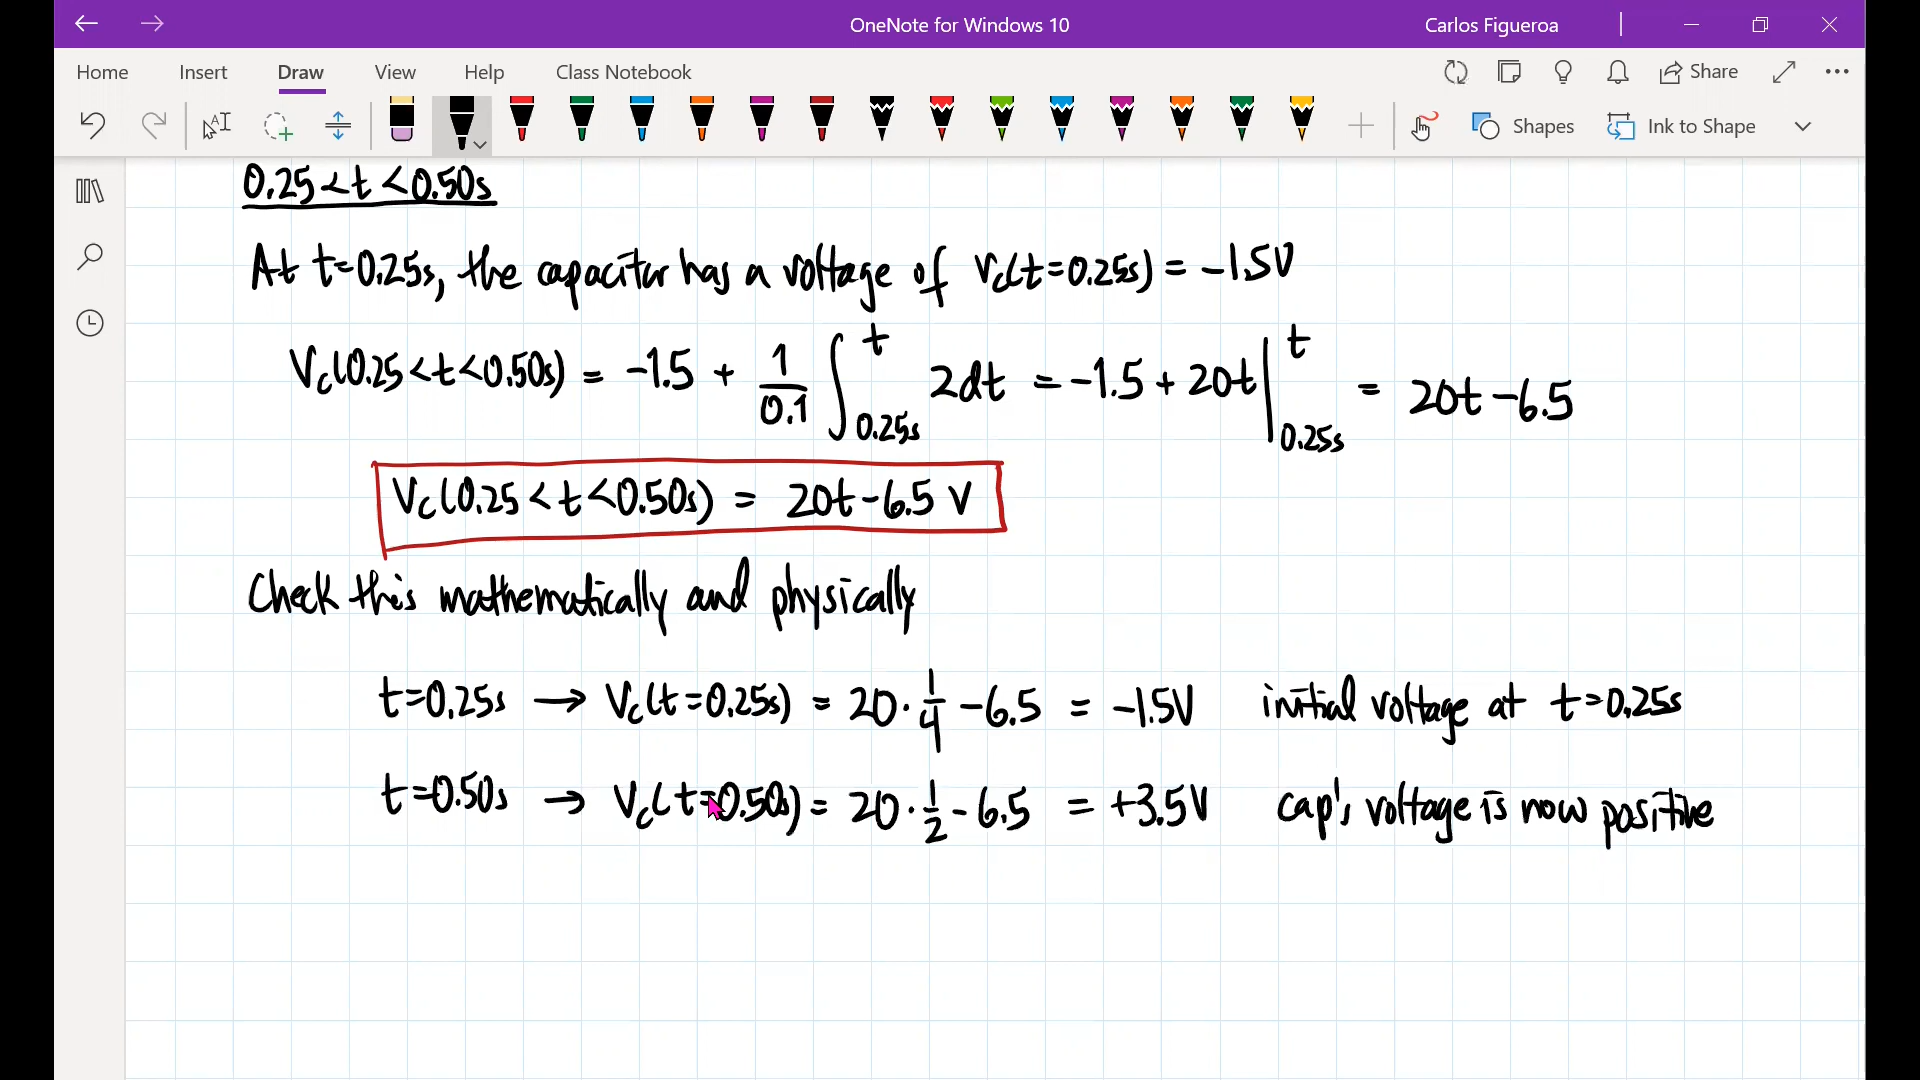 OneNote for Windows 10 Carlos Figueroa
Home Insert Draw View Help Class Notebook Share
Shapes Ink to Shape
0.25 < t < 0.50s
At t=0.25s, the capacitor has a voltage of Vc(t=0.25s) = -1.5V
Vc(0.25 < t < 0.50s) = -1.5 + 1/0.1 ∫_{0.25s}^{t} 2dt = -1.5 + 20t |_{0.25s}^{t} = 20t - 6.5
Vc(0.25 < t < 0.50s) = 20t - 6.5 V
Check this mathematically and physically
t=0.25s → Vc(t=0.25s) = 20 · 1/4 - 6.5 = -1.5V initial voltage at t=0.25s
t=0.50s → Vc(t=0.50s) = 20 · 1/2 - 6.5 = +3.5V cap's voltage is now positive